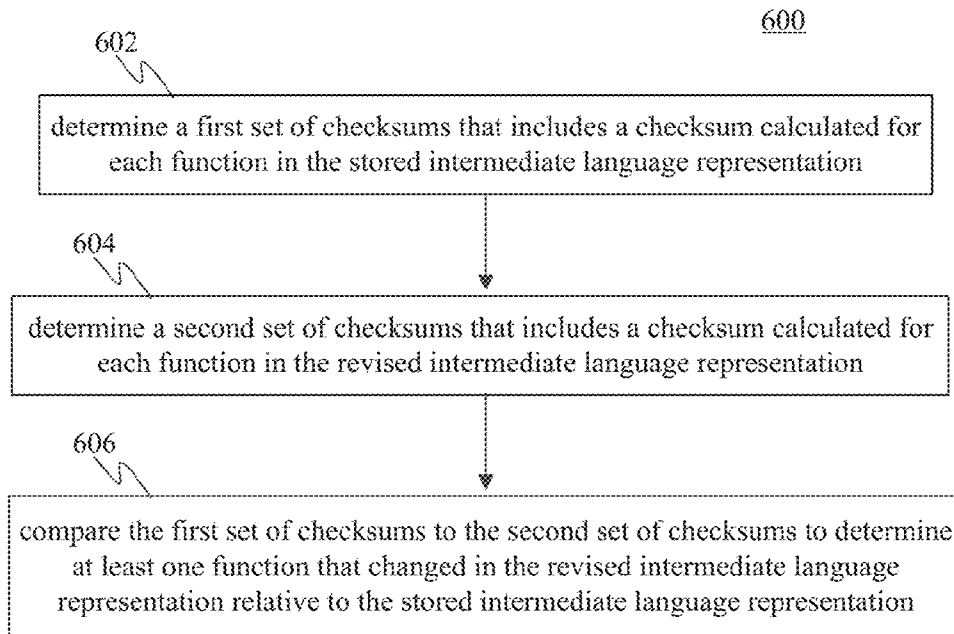 600
602
determine a first set of checksums that includes a checksum calculated for
each function in the stored intermediate language representation
604
determine a second set of checksums that includes a checksum calculated for
each function in the revised intermediate language representation
606
compare the first set of checksums to the second set of checksums to determine
at least one function that changed in the revised intermediate language
representation relative to the stored intermediate language representation